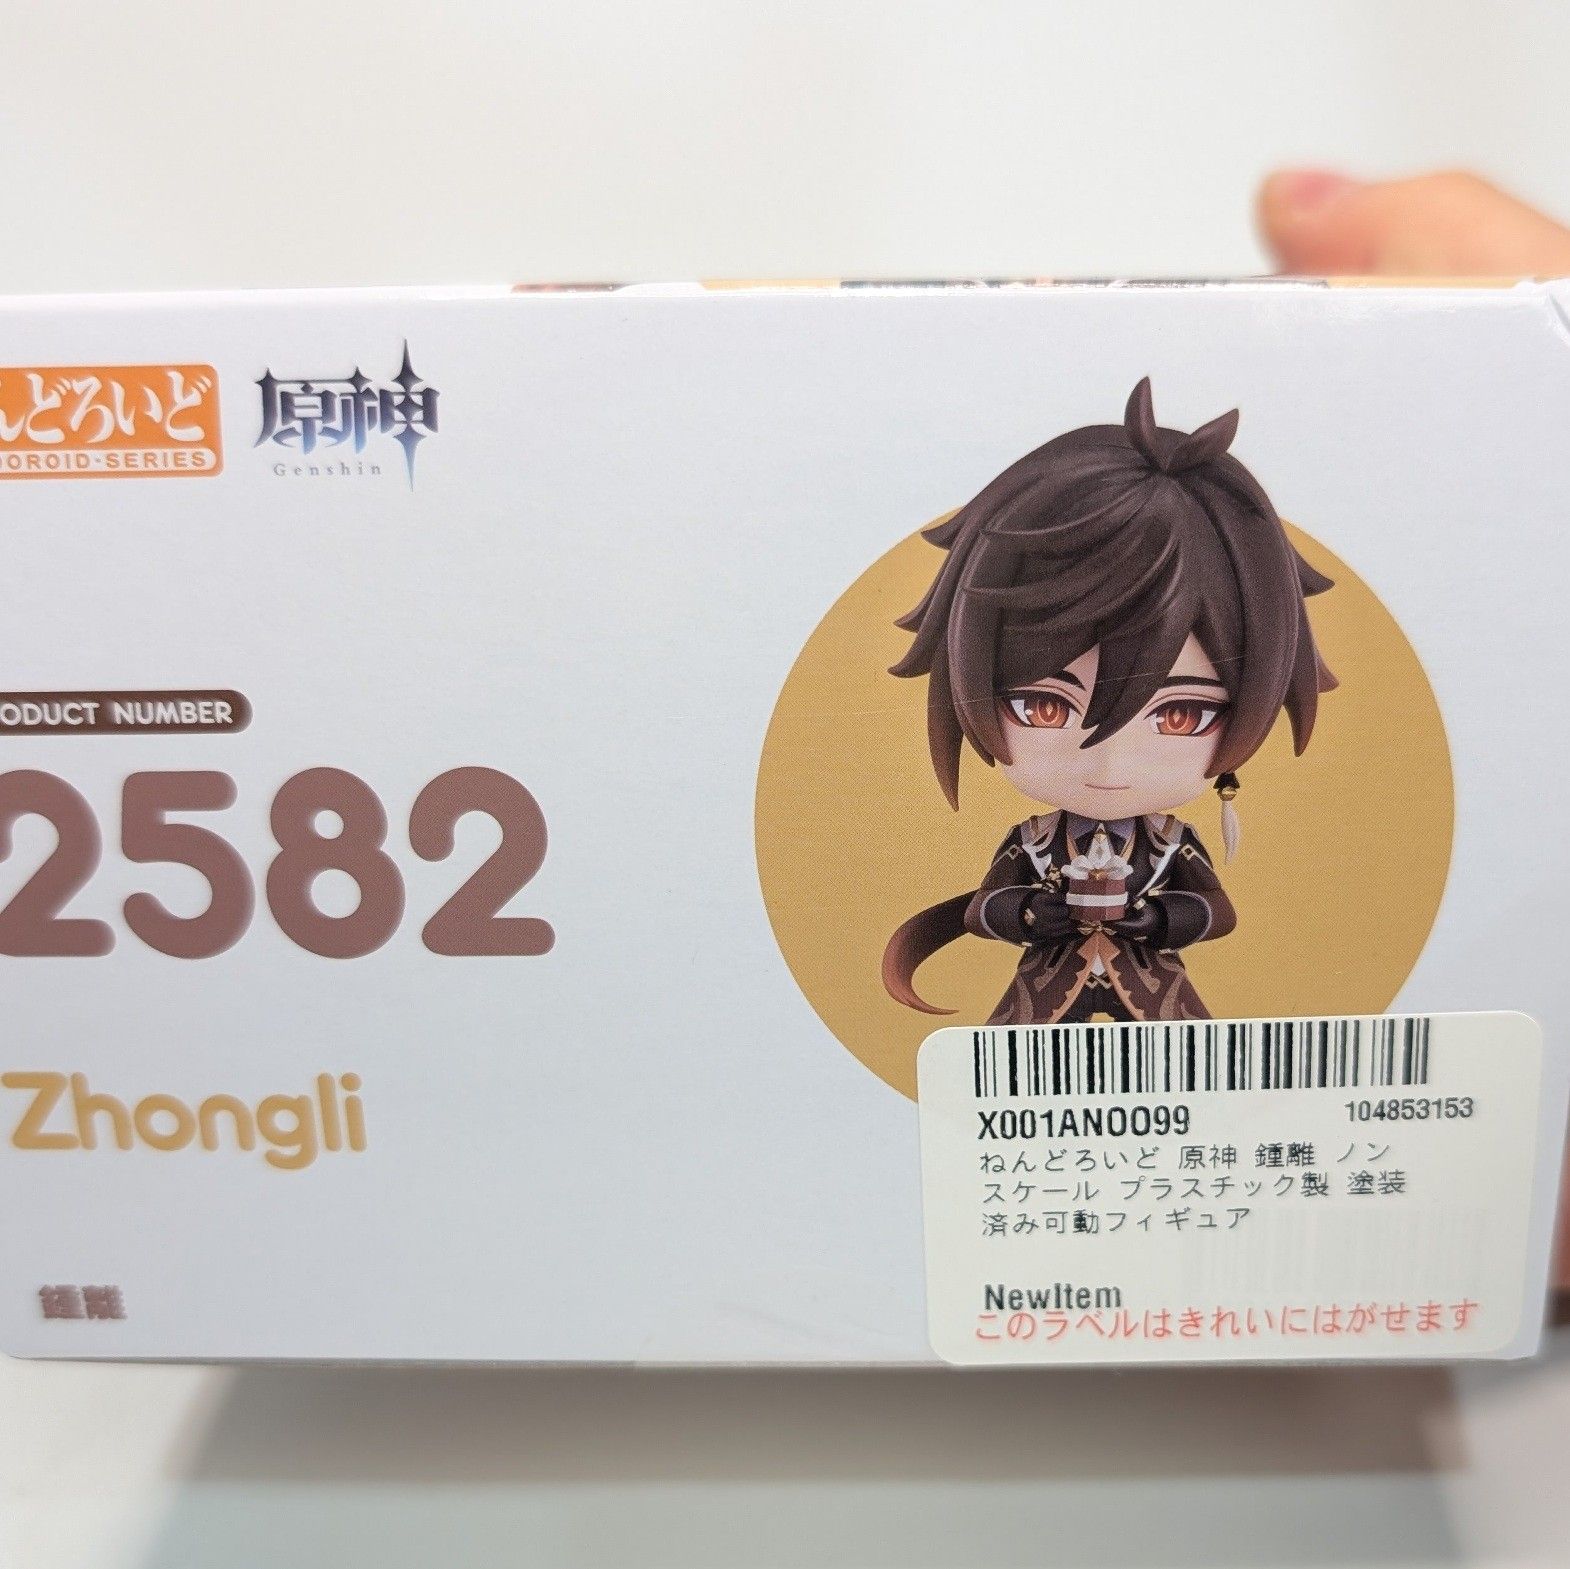 んどろいど
OROID·SERIES
原神
Genshin
ODUCT NUMBER
2582
Zhongli
鍾離
X001ANOO99
104853153
ねんどろいど 原神 鍾離 ノン
スケール プラスチック製 塗装
済み可動フィギュア
NewItem
このラベルはきれいにはがせます